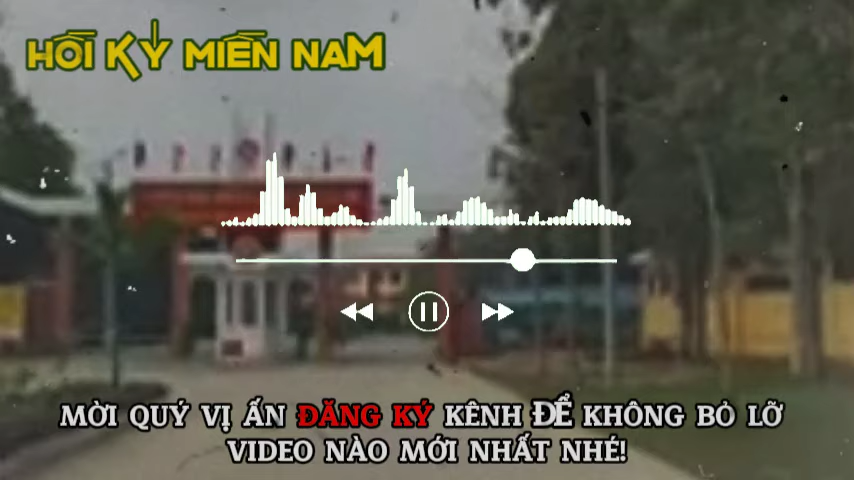 HỒI KÝ MIỀN NAM
MỜI QUÝ VỊ ẤN ĐĂNG KÝ KÊNH ĐỂ KHÔNG BỎ LỠ
VIDEO NÀO MỚI NHẤT NHÉ!